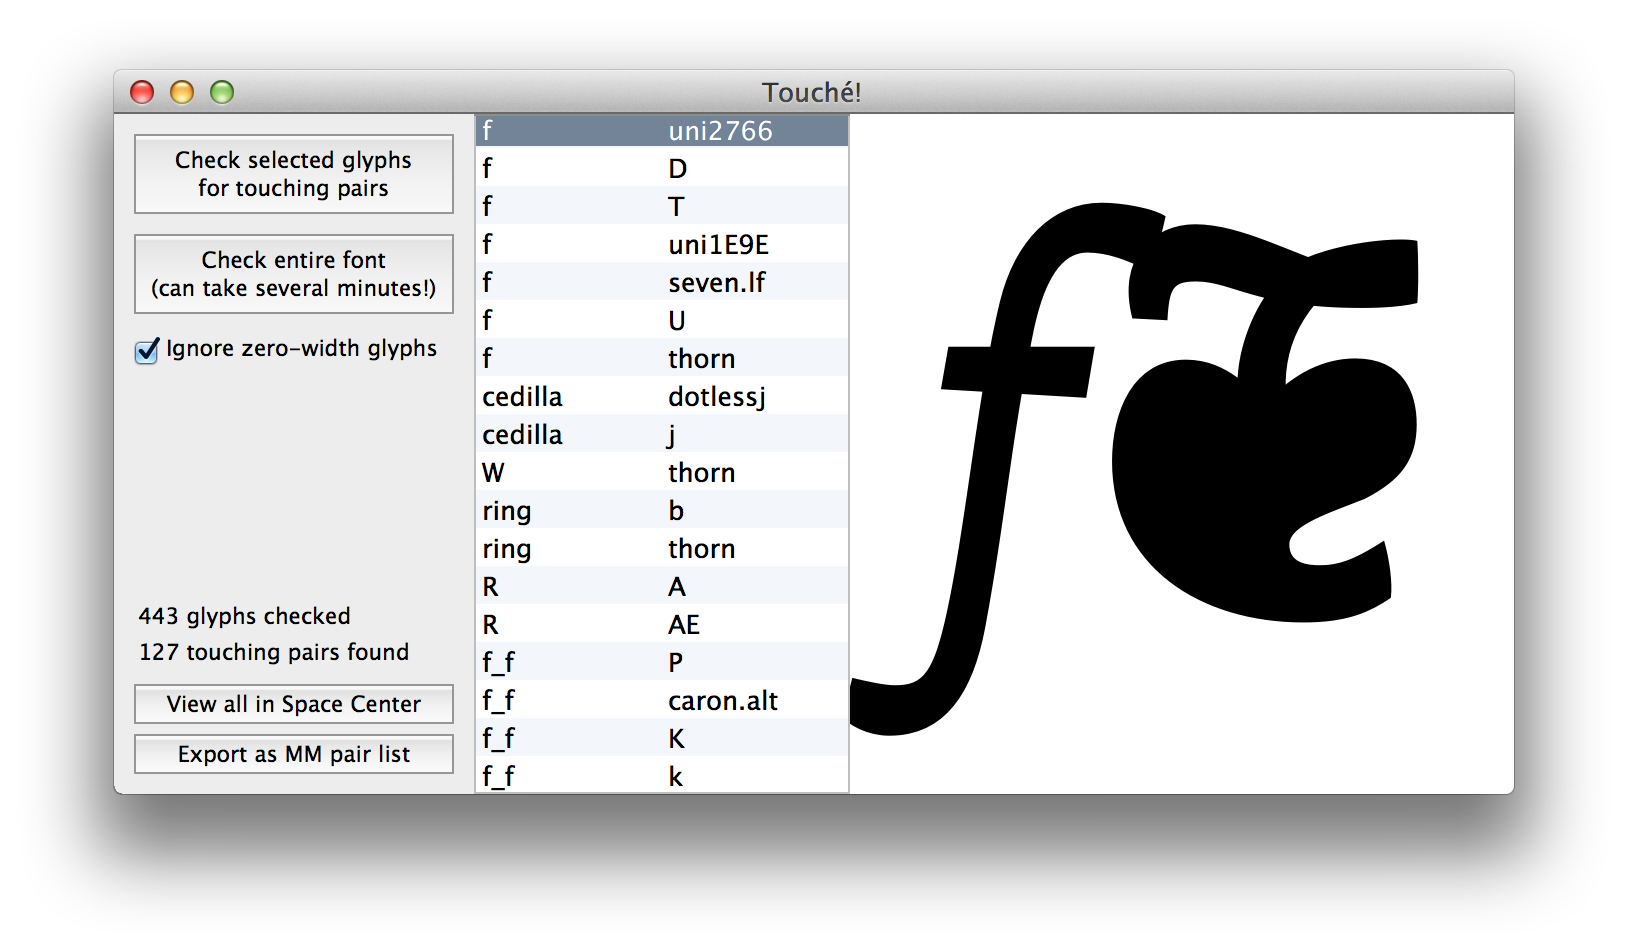 Touché!
Check selected glyphs
for touching pairs
Check entire font
(can take several minutes!)
Ignore zero-width glyphs
443 glyphs checked
127 touching pairs found
View all in Space Center
Export as MM pair list
f uni2766
f D
f T
f uni1E9E
f seven.lf
f U
f thorn
cedilla dotlessj
cedilla j
W thorn
ring b
ring thorn
R A
R AE
f_f P
f_f caron.alt
f_f K
f_f k
f❦